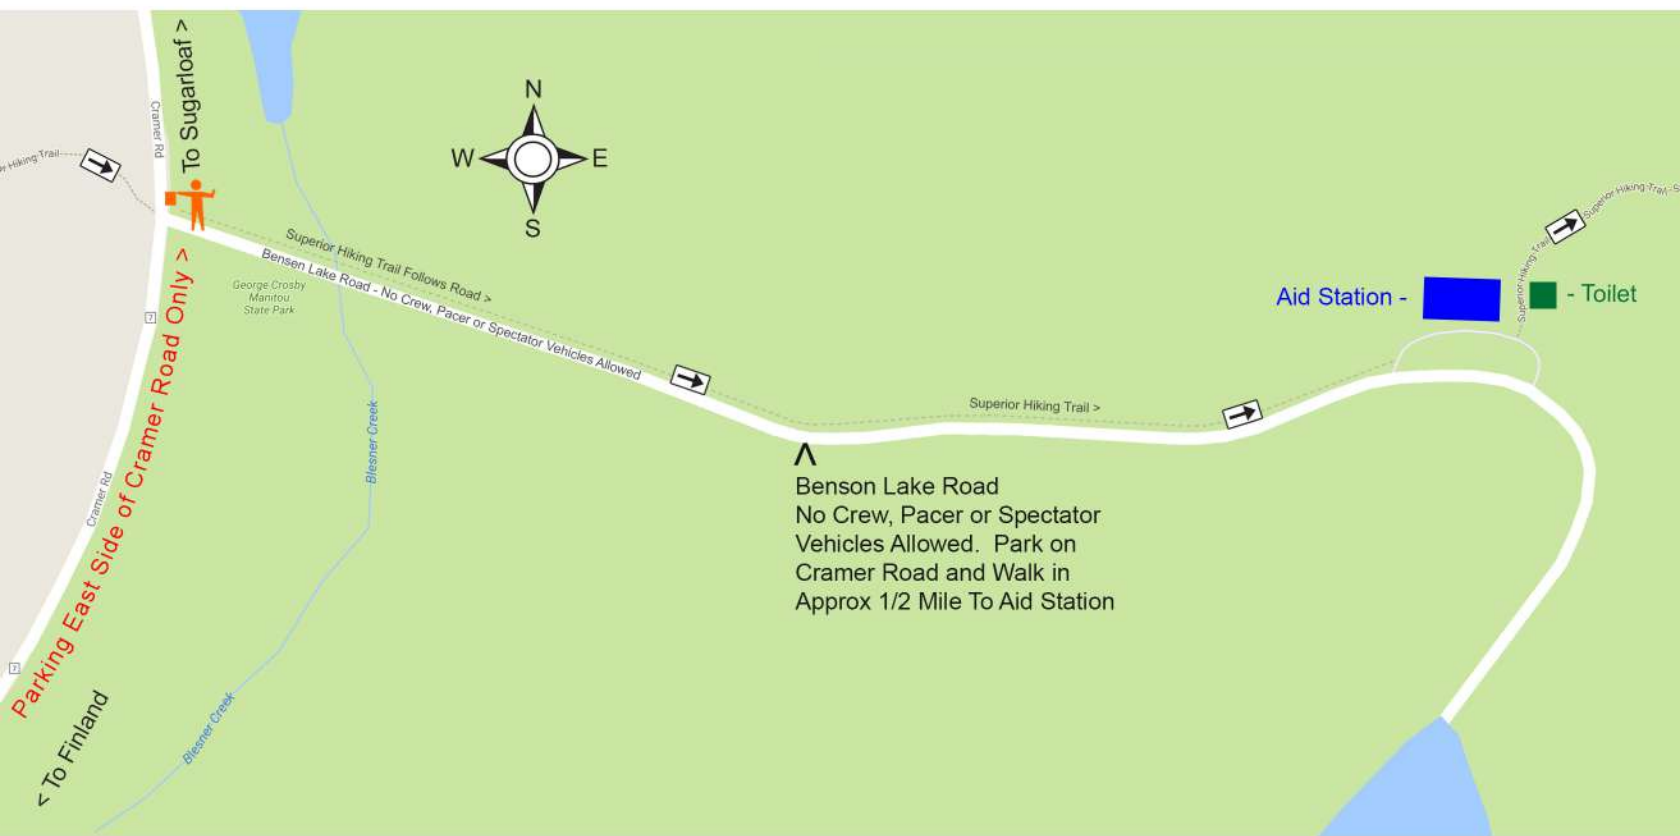 To Sugarloaf >
Cramer Rd
Hiking Trail
N
W
E
S
Superior Hiking Trail Follows Road >
Bensen Lake Road - No Crew, Pacer or Spectator Vehicles Allowed
George Crosby
Manitou
State Park
Parking East Side of Cramer Road Only >
7
Cramer Rd
7
< To Finland
Blesner Creek
Blesner Creek
Superior Hiking Trail >
>
Benson Lake Road
No Crew, Pacer or Spectator
Vehicles Allowed. Park on
Cramer Road and Walk in
Approx 1/2 Mile To Aid Station
Aid Station -
- Toilet
Superior Hiking Trail
Superior Hiking Trail